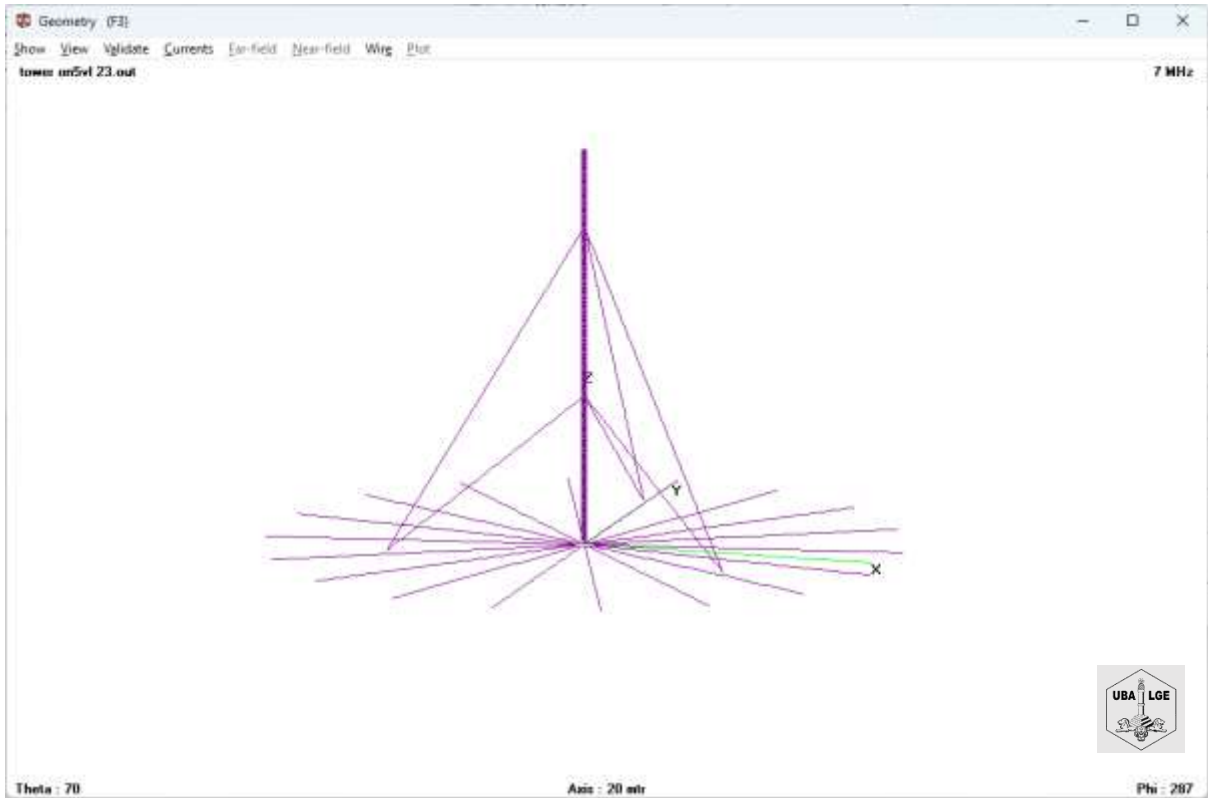 Geometry (F3)
Show View Validate Currents Far-field Near-field Wire Plot
tower on5vl 23.out
7 MHz
Z
Y
X
UBA LGE
Theta : 70
Axis : 20 mtr
Phi : 287